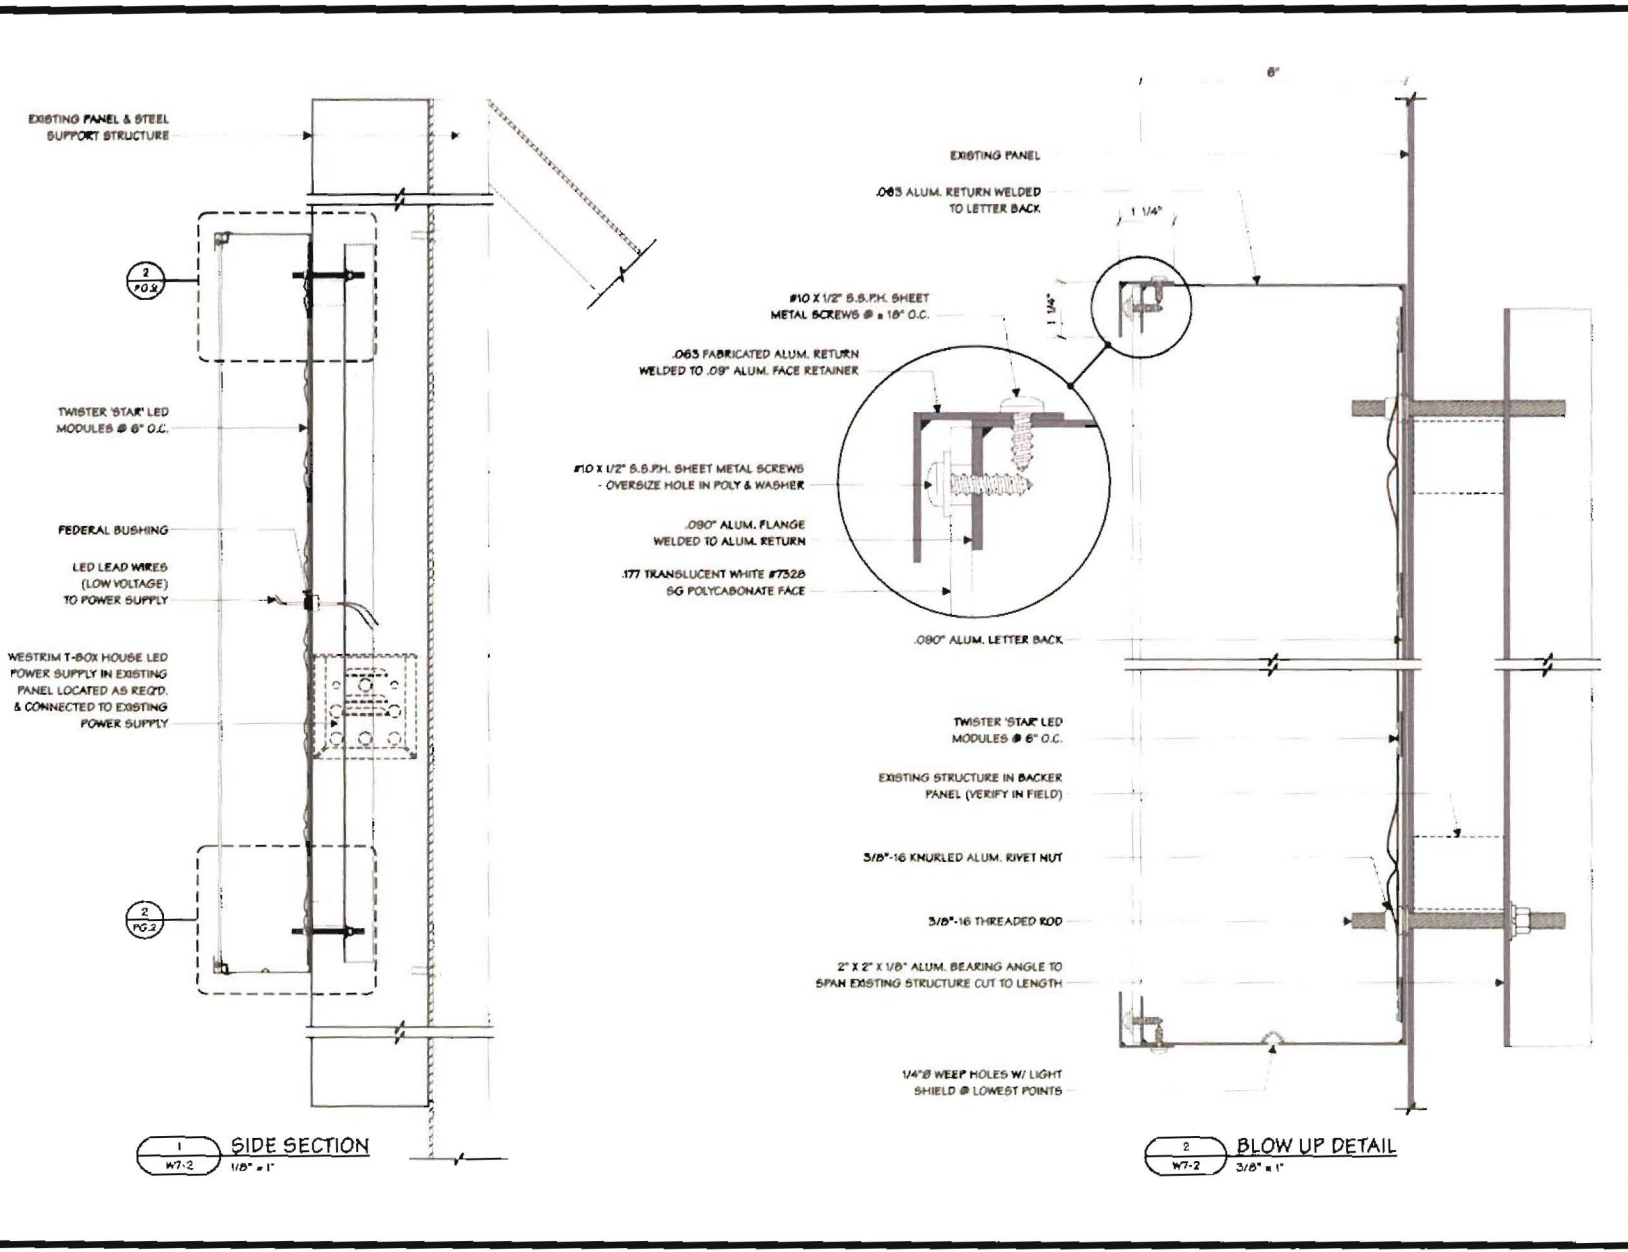 EXISTING PANEL & STEEL
SUPPORT STRUCTURE
2
PG.2
TWISTER 'STAR' LED
MODULES @ 6" O.C.
FEDERAL BUSHING
LED LEAD WIRES
(LOW VOLTAGE)
TO POWER SUPPLY
WESTRIM T-BOX HOUSE LED
POWER SUPPLY IN EXISTING
PANEL LOCATED AS REQ'D.
& CONNECTED TO EXISTING
POWER SUPPLY
2
PG.2
1
W7-2
SIDE SECTION
1/8" = 1"
6"
EXISTING PANEL
.063 ALUM. RETURN WELDED
TO LETTER BACK
1 1/4"
1 1/4"
#10 X 1/2" S.S.P.H. SHEET
METAL SCREWS @ ± 18" O.C.
.063 FABRICATED ALUM. RETURN
WELDED TO .09" ALUM. FACE RETAINER
#10 X 1/2" S.S.P.H. SHEET METAL SCREWS
- OVERSIZE HOLE IN POLY & WASHER
.090" ALUM. FLANGE
WELDED TO ALUM. RETURN
.177 TRANSLUCENT WHITE #7328
SG POLYCABONATE FACE
.090" ALUM. LETTER BACK
TWISTER 'STAR' LED
MODULES @ 6" O.C.
EXISTING STRUCTURE IN BACKER
PANEL (VERIFY IN FIELD)
3/8"-16 KNURLED ALUM. RIVET NUT
3/8"-16 THREADED ROD
2" X 2" X 1/8" ALUM. BEARING ANGLE TO
SPAN EXISTING STRUCTURE CUT TO LENGTH
1/4"Ø WEEP HOLES W/ LIGHT
SHIELD @ LOWEST POINTS
2
W7-2
BLOW UP DETAIL
3/8" = 1"